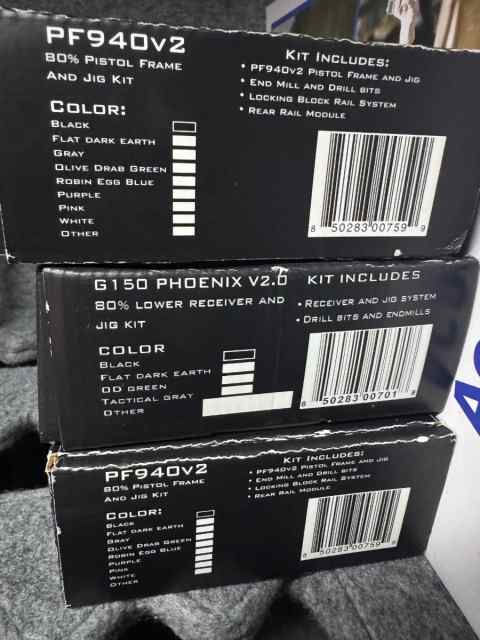 PF940v2
80% Pistol Frame
and Jig Kit
Color:
Black
Flat Dark Earth
Gray
Olive Drab Green
Robin Egg Blue
Purple
Pink
White
Other
Kit Includes:
• PF940v2 Pistol Frame and Jig
• End Mill and Drill bits
• Locking Block Rail System
• Rear Rail Module
8 50283 00759 9
G150 Phoenix v2.0
80% Lower Receiver and
Jig Kit
Color
Black
Flat Dark Earth
OD Green
Tactical Gray
Other
Kit Includes
• Receiver and Jig System
• Drill bits and Endmills
8 50283 00701 8
PF940v2
80% Pistol Frame
and Jig Kit
Color:
Black
Flat Dark Earth
Gray
Olive Drab Green
Robin Egg Blue
Purple
Pink
White
Other
Kit Includes:
• PF940v2 Pistol Frame and Jig
• End Mill and Drill bits
• Locking Block Rail System
• Rear Rail Module
8 50283 00759 9